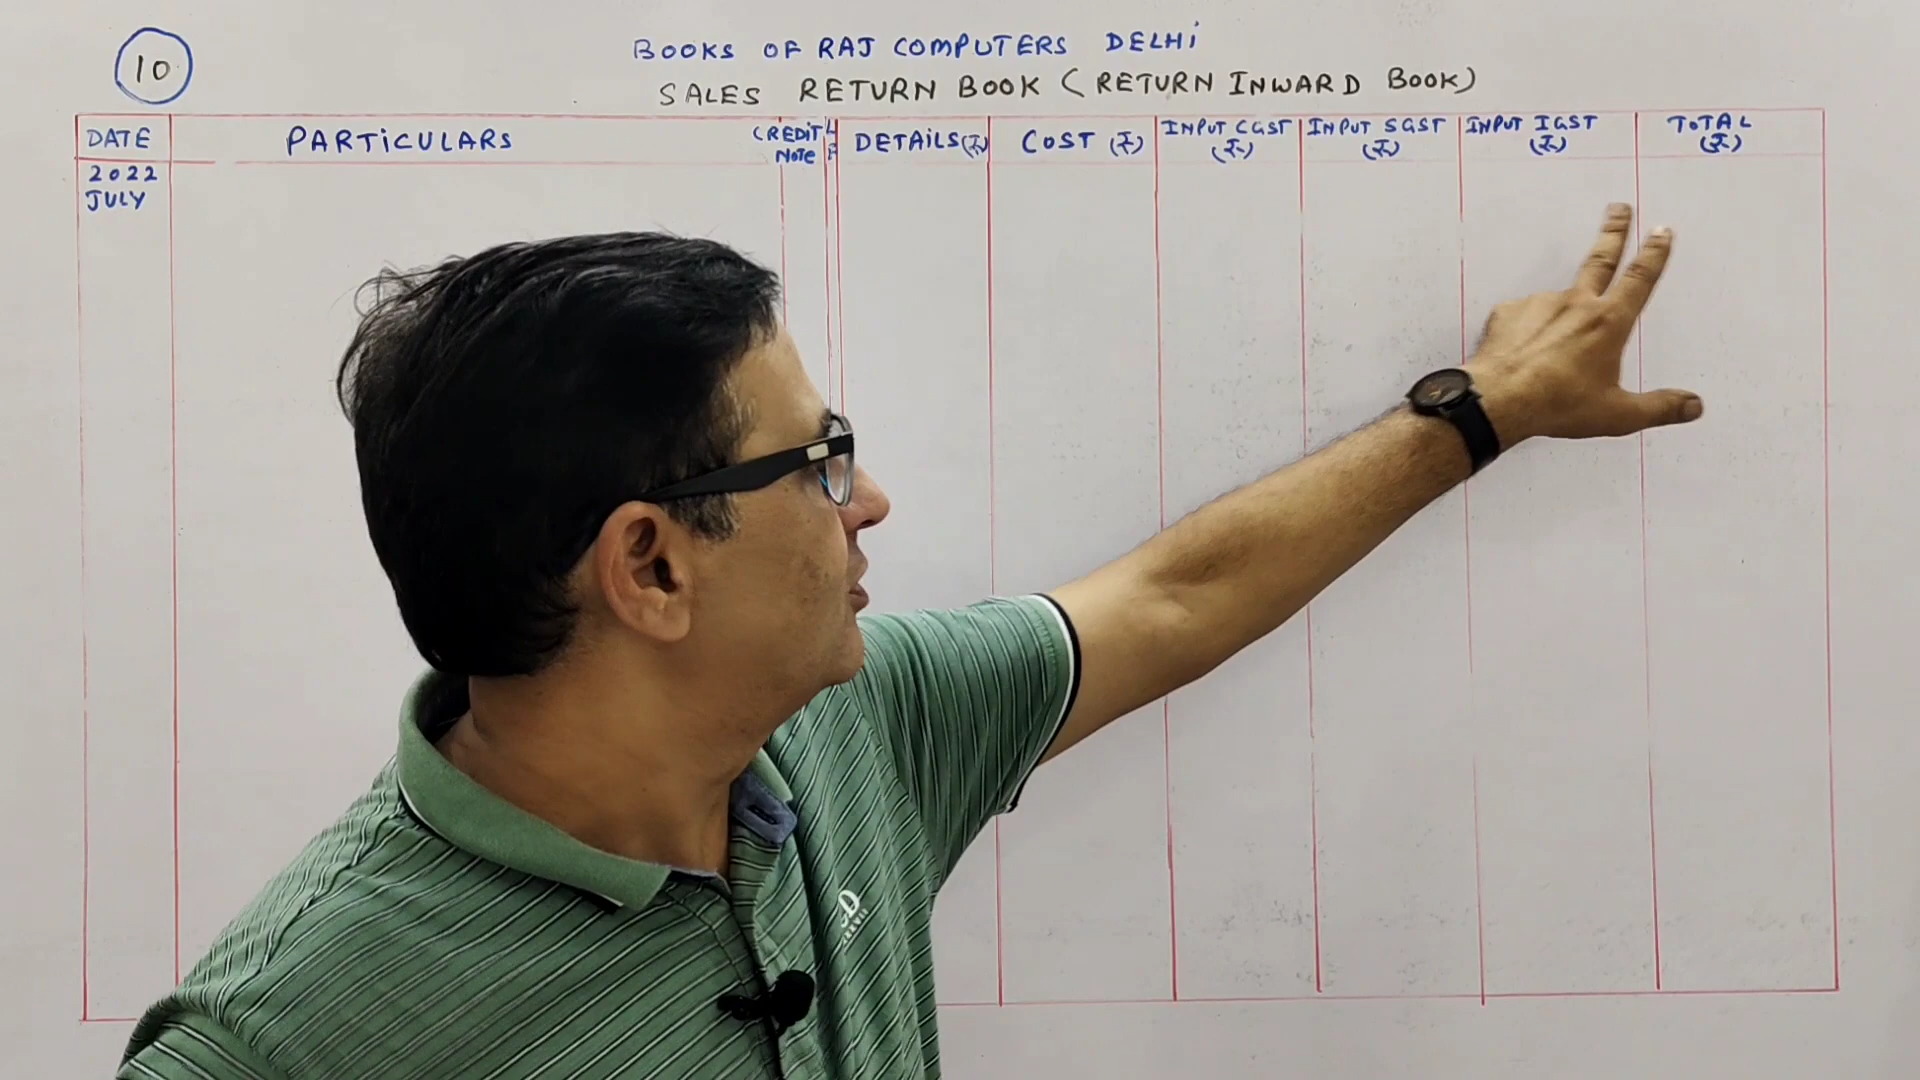 10
BOOKS OF RAJ COMPUTERS DELHI
SALES RETURN BOOK (RETURN INWARD BOOK)
DATE
PARTICULARS
CREDIT NOTE
L F
DETAILS (₹)
COST (₹)
INPUT CGST (₹)
INPUT SGST (₹)
INPUT IGST (₹)
TOTAL (₹)
2022
JULY